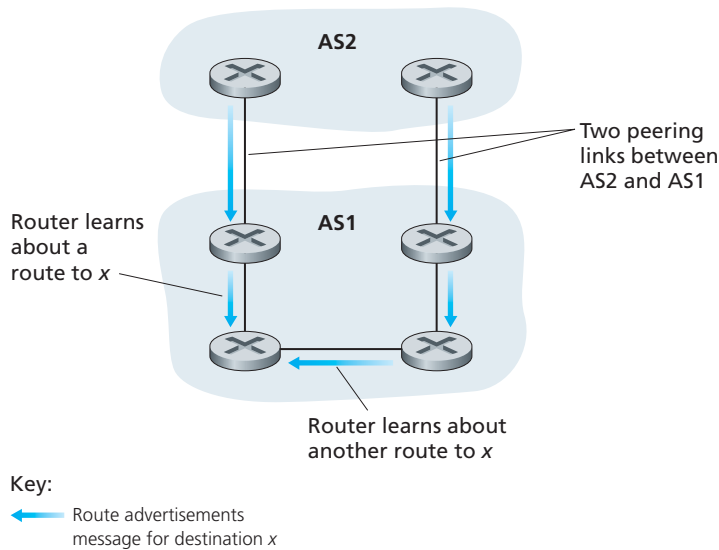 AS2
Two peering
links between
AS2 and AS1
Router learns
about a
route to x
AS1
Router learns about
another route to x
Key:
Route advertisements
message for destination x